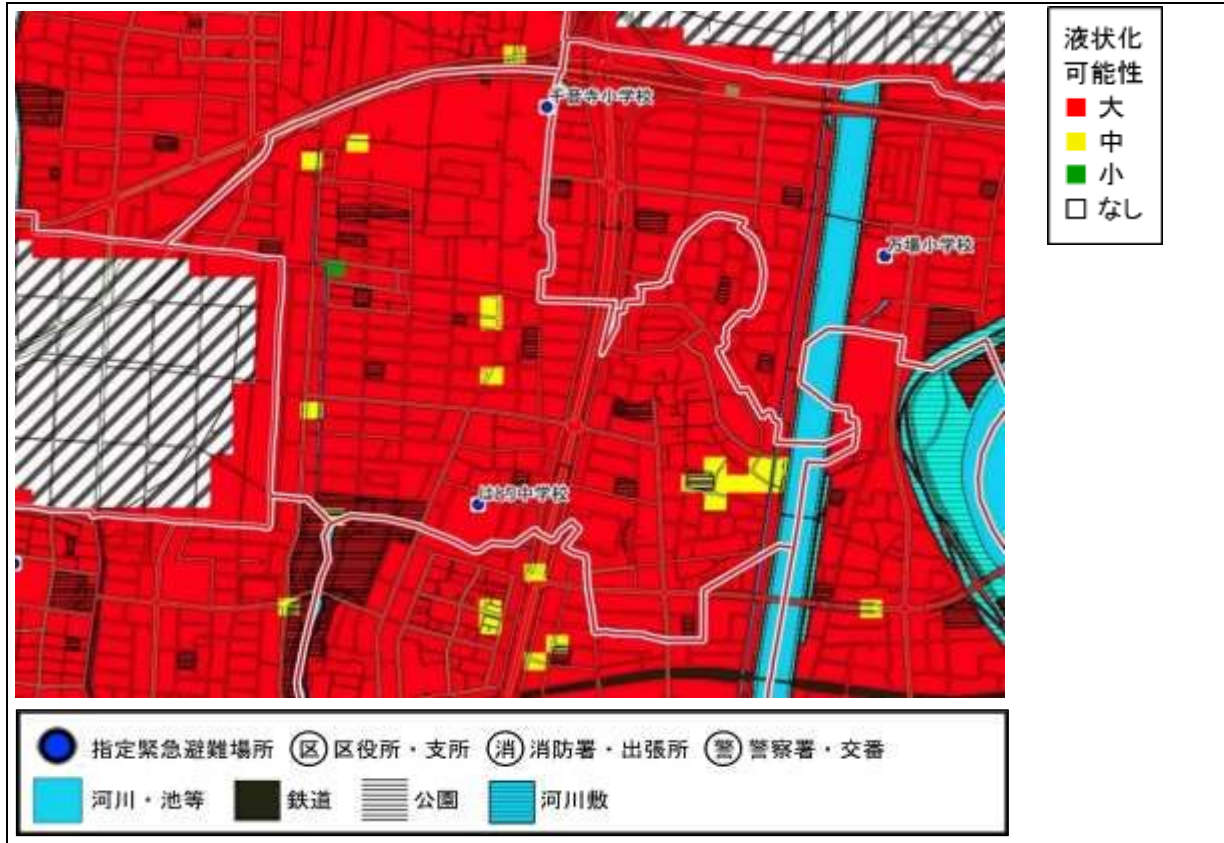 千音寺小学校
万場小学校
はとり中学校
液状化
可能性
大
中
小
なし
指定緊急避難場所 区 区役所・支所 消 消防署・出張所 警 警察署・交番
河川・池等 鉄道 公園 河川敷